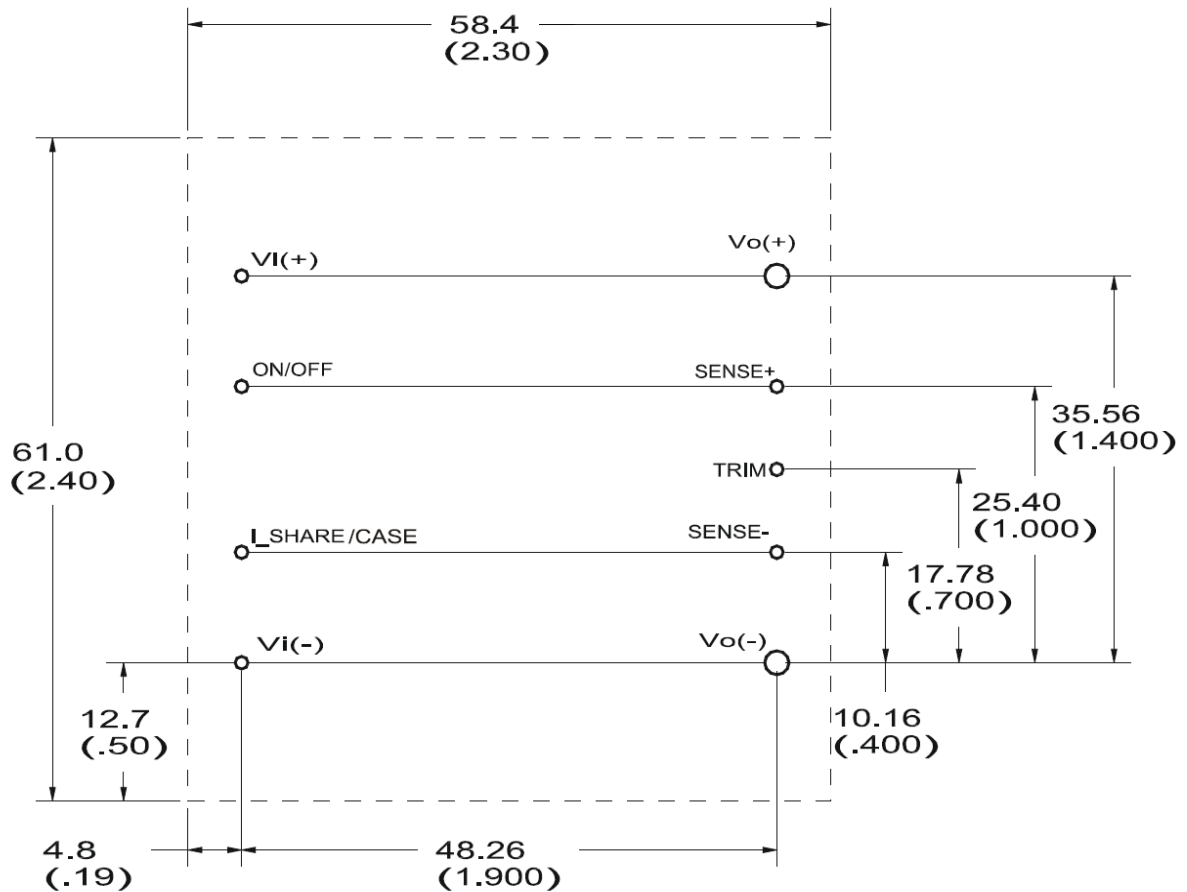 58.4
(2.30)
Vo(+)
VI(+)
ON/OFF
SENSE+
35.56
(1.400)
61.0
(2.40)
TRIM
25.40
(1.000)
I_SHARE/CASE
SENSE-
17.78
(.700)
Vi(-)
Vo(-)
12.7
(.50)
10.16
(.400)
4.8
(.19)
48.26
(1.900)